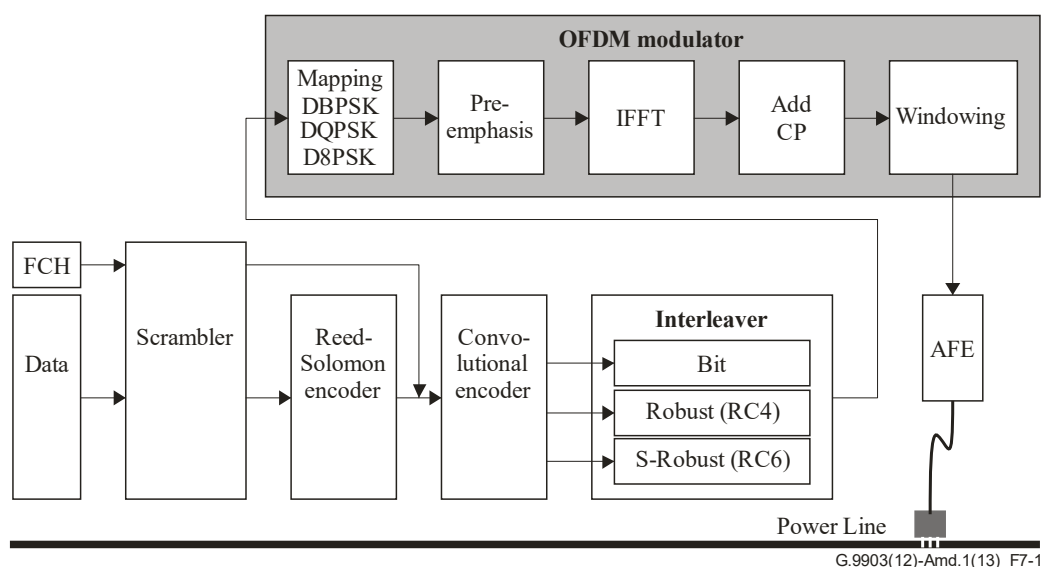 OFDM modulator
Mapping
DBPSK
DQPSK
D8PSK
Pre-
emphasis
IFFT
Add
CP
Windowing
FCH
Data
Scrambler
Reed-
Solomon
encoder
Convo-
lutional
encoder
Interleaver
Bit
Robust (RC4)
S-Robust (RC6)
AFE
Power Line
G.9903(12)-Amd.1(13)_F7-1